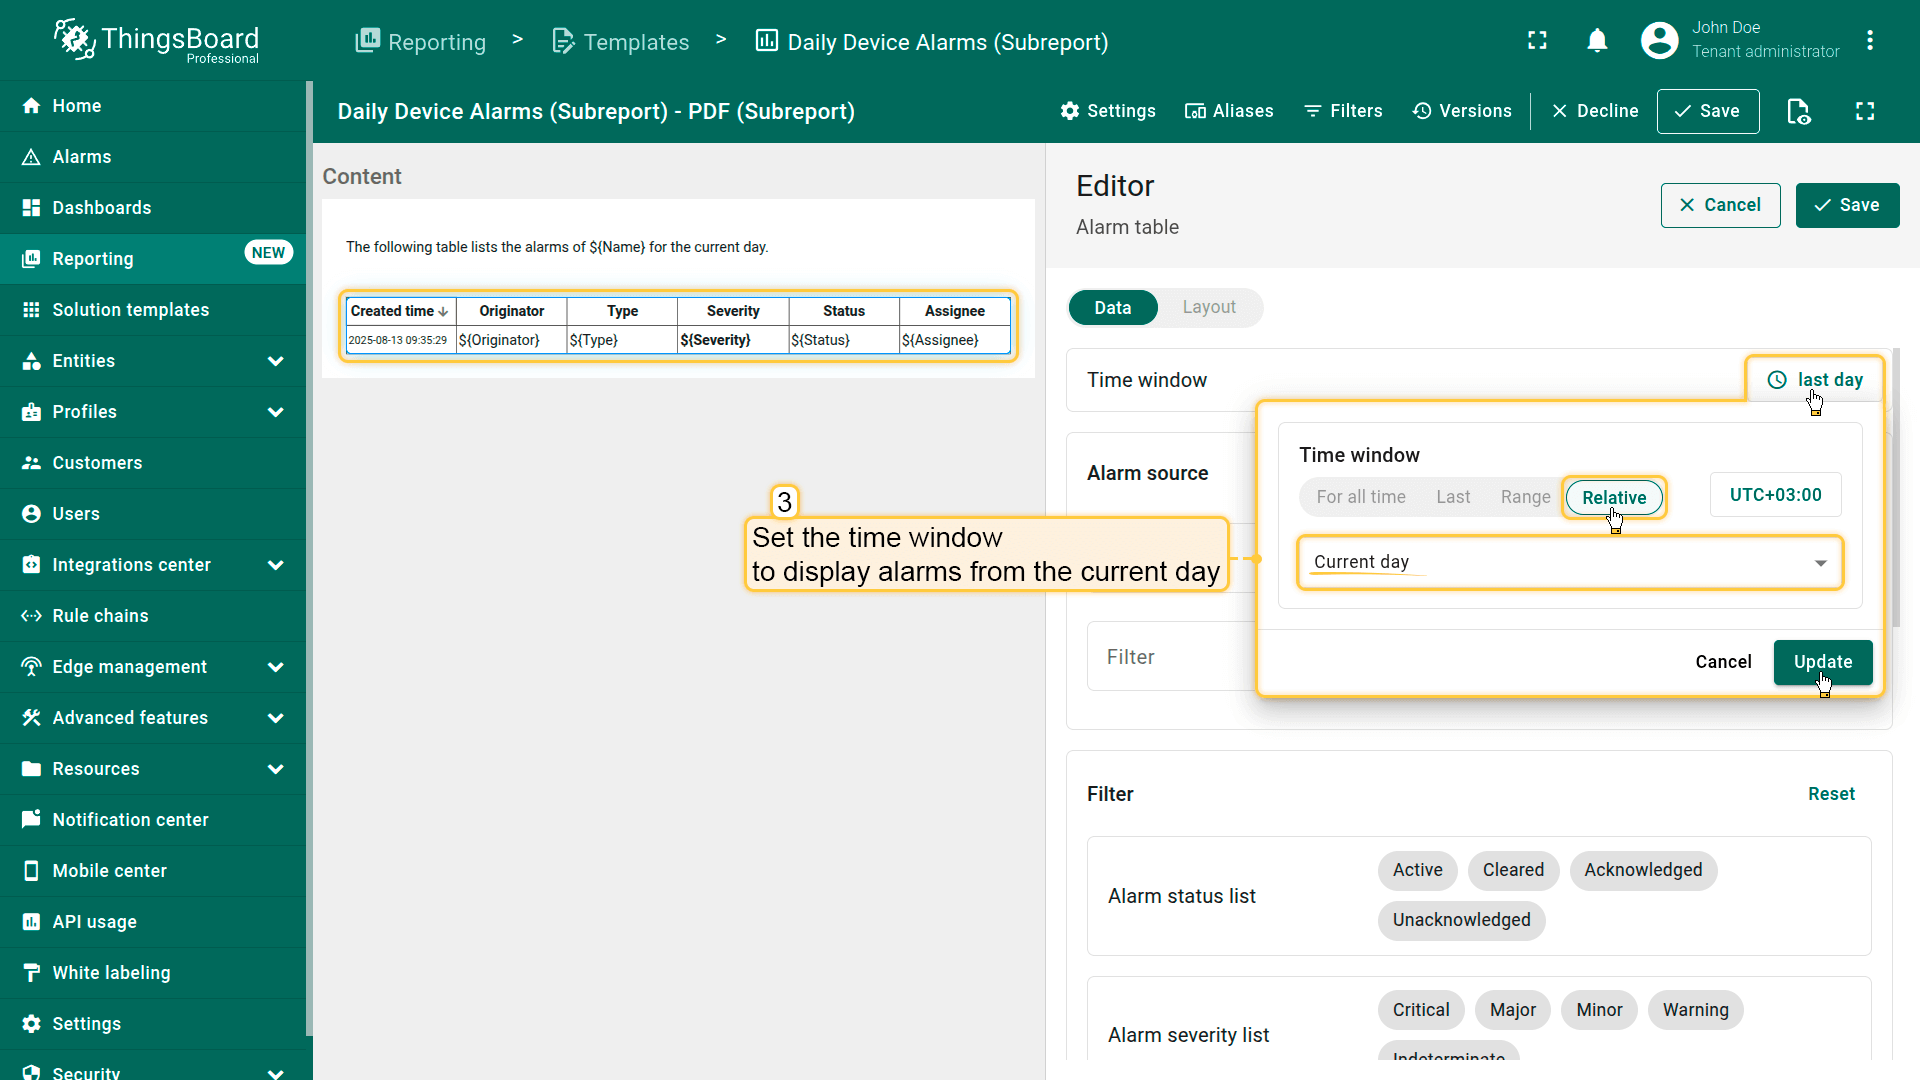 ThingsBoard
Professional
Reporting > Templates > Daily Device Alarms (Subreport)
John Doe
Tenant administrator
Daily Device Alarms (Subreport) - PDF (Subreport)
Settings Aliases Filters Versions Decline Save
Home
Alarms
Dashboards
Reporting NEW
Solution templates
Entities
Profiles
Customers
Users
Integrations center
Rule chains
Edge management
Advanced features
Resources
Notification center
Mobile center
API usage
White labeling
Settings
Security
Content
The following table lists the alarms of ${Name} for the current day.
Created time Originator Type Severity Status Assignee
2025-08-13 09:35:29 ${Originator} ${Type} ${Severity} ${Status} ${Assignee}
3
Set the time window
to display alarms from the current day
Editor
Alarm table
Cancel Save
Data Layout
Time window last day
Alarm source
Time window
For all time Last Range Relative UTC+03:00
Current day
Filter
Cancel Update
Filter Reset
Alarm status list
Active Cleared Acknowledged
Unacknowledged
Alarm severity list
Critical Major Minor Warning
Indeterminate